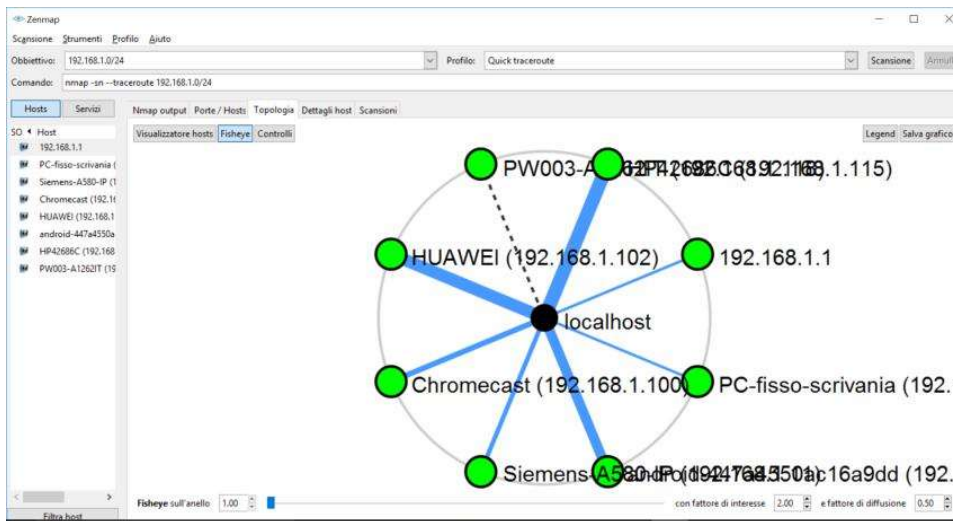 Zenmap
Scansione Strumenti Profilo Aiuto
Obbiettivo: 192.168.1.0/24 Profilo: Quick traceroute Scansione Annull
Comando: nmap -sn --traceroute 192.168.1.0/24
Hosts Servizi Nmap output Porte / Hosts Topologia Dettagli host Scansioni
SO Host Visualizzatore hosts Fisheye Controlli Legend Salva grafico
192.168.1.1
PC-fisso-scrivania (
Siemens-A580-IP (1
Chromecast (192.16
HUAWEI (192.168.1
android-447a4550a
HP42686C (192.168
PW003-A1262IT (19
HUAWEI (192.168.1.102) 192.168.1.1
localhost
Chromecast (192.168.1.100) PC-fisso-scrivania (192.
Fisheye sull'anello 1.00 con fattore di interesse 2.00 e fattore di diffusione 0.50
Filtra host